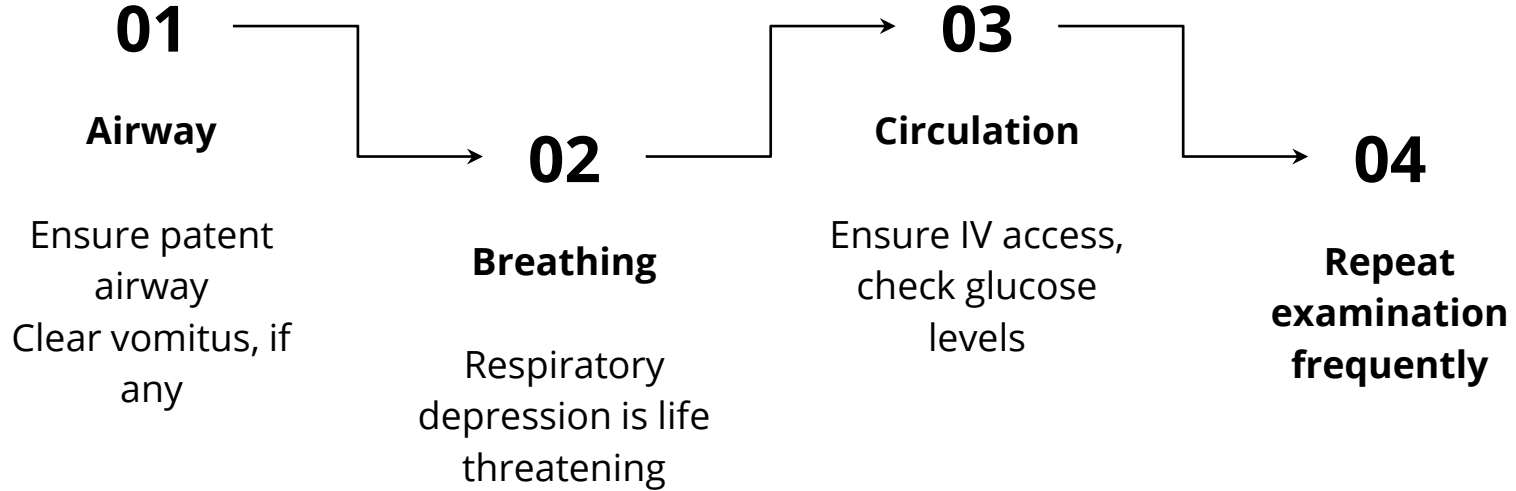 01
Airway
Ensure patent
airway
Clear vomitus, if
any
02
Breathing
Respiratory
depression is life
threatening
03
Circulation
Ensure IV access,
check glucose
levels
04
Repeat
examination
frequently